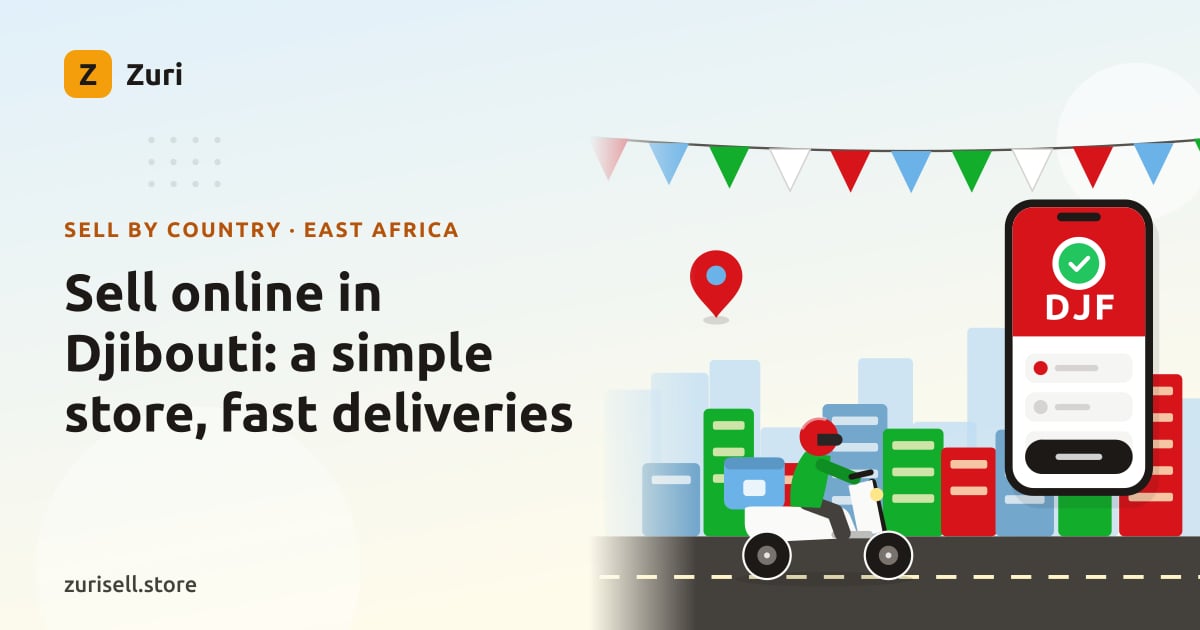 Z Zuri
SELL BY COUNTRY · EAST AFRICA
Sell online in
Djibouti: a simple
store, fast deliveries
DJF
zurisell.store